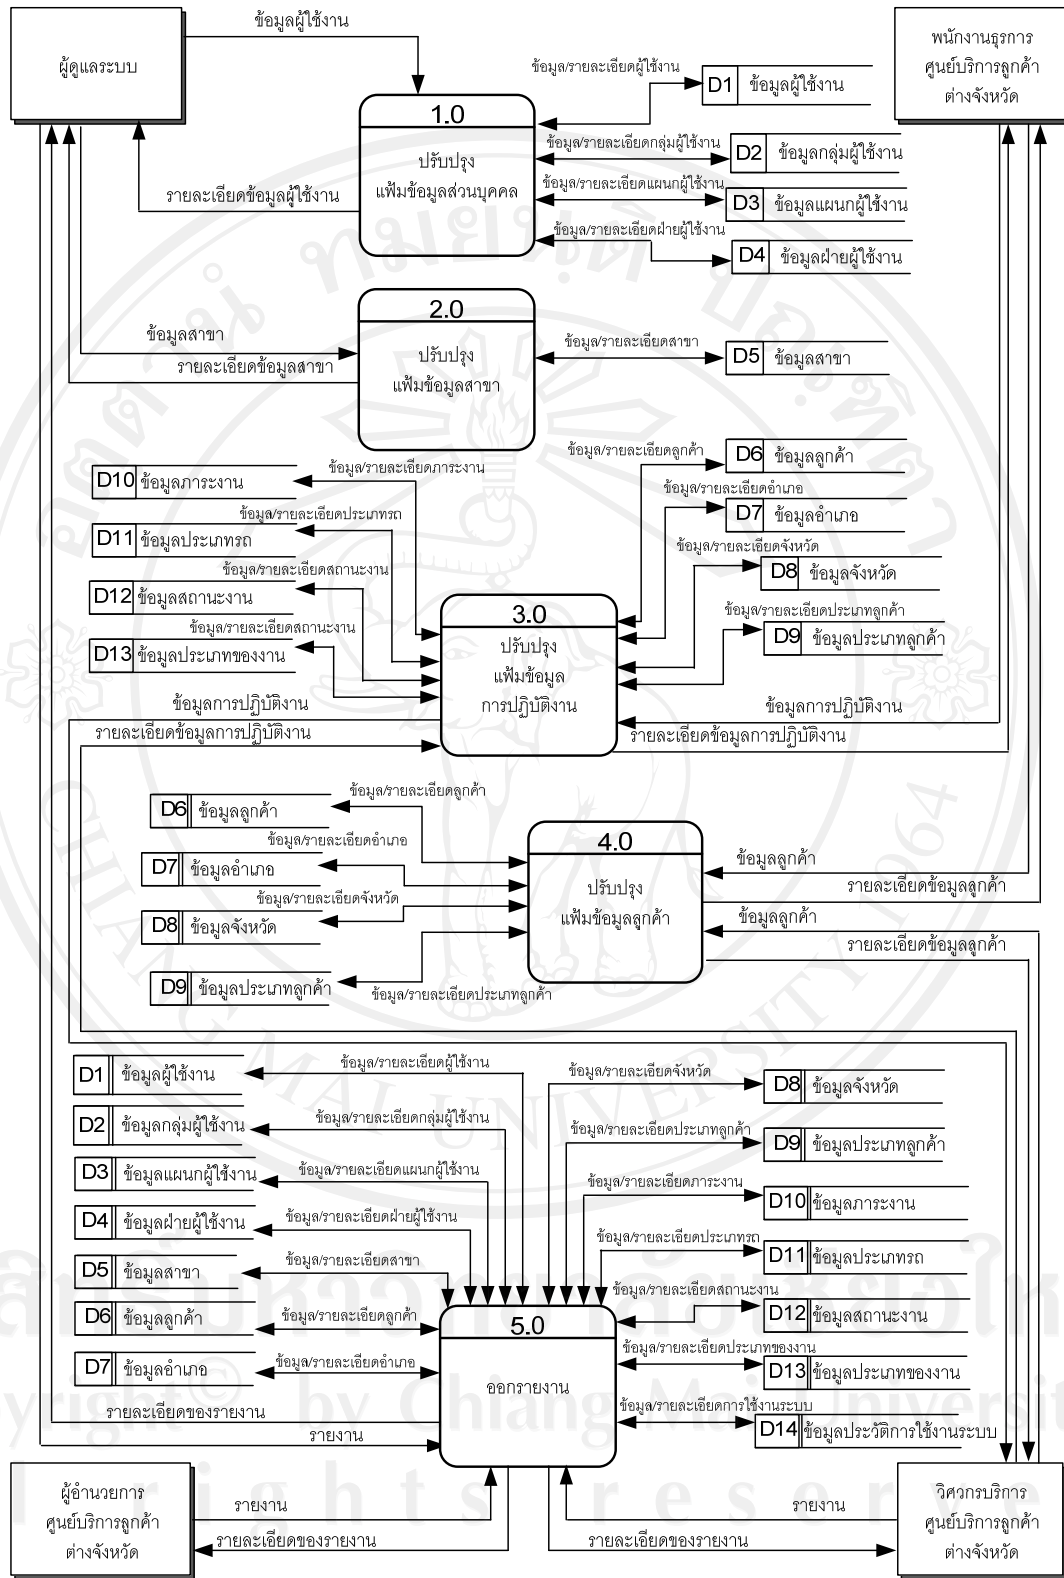 ข้อมูลผู้ใช้งาน
ผู้ดูแลระบบ
พนักงานธุรการ
ศูนย์บริการลูกค้า
ต่างจังหวัด
ข้อมูล/รายละเอียดผู้ใช้งาน
D1 ข้อมูลผู้ใช้งาน
1.0
ปรับปรุง
แฟ้มข้อมูลส่วนบุคคล
ข้อมูล/รายละเอียดกลุ่มผู้ใช้งาน
D2 ข้อมูลกลุ่มผู้ใช้งาน
ข้อมูล/รายละเอียดแผนกผู้ใช้งาน
D3 ข้อมูลแผนกผู้ใช้งาน
รายละเอียดข้อมูลผู้ใช้งาน
ข้อมูล/รายละเอียดฝ่ายผู้ใช้งาน
D4 ข้อมูลฝ่ายผู้ใช้งาน
2.0
ปรับปรุง
แฟ้มข้อมูลสาขา
ข้อมูลสาขา
รายละเอียดข้อมูลสาขา
ข้อมูล/รายละเอียดสาขา
D5 ข้อมูลสาขา
ข้อมูล/รายละเอียดลูกค้า
D6 ข้อมูลลูกค้า
D10 ข้อมูลภาระงาน
ข้อมูล/รายละเอียดภาระงาน
ข้อมูล/รายละเอียดอำเภอ
D7 ข้อมูลอำเภอ
ข้อมูล/รายละเอียดประเภทรถ
D11 ข้อมูลประเภทรถ
ข้อมูล/รายละเอียดจังหวัด
D8 ข้อมูลจังหวัด
ข้อมูล/รายละเอียดสถานะงาน
D12 ข้อมูลสถานะงาน
ข้อมูล/รายละเอียดประเภทลูกค้า
D9 ข้อมูลประเภทลูกค้า
ข้อมูล/รายละเอียดสถานะงาน
D13 ข้อมูลประเภทของงาน
3.0
ปรับปรุง
แฟ้มข้อมูล
การปฏิบัติงาน
ข้อมูลการปฏิบัติงาน
รายละเอียดข้อมูลการปฏิบัติงาน
ข้อมูลการปฏิบัติงาน
รายละเอียดข้อมูลการปฏิบัติงาน
D6 ข้อมูลลูกค้า
ข้อมูล/รายละเอียดลูกค้า
D7 ข้อมูลอำเภอ
ข้อมูล/รายละเอียดอำเภอ
D8 ข้อมูลจังหวัด
ข้อมูล/รายละเอียดจังหวัด
D9 ข้อมูลประเภทลูกค้า
ข้อมูล/รายละเอียดประเภทลูกค้า
4.0
ปรับปรุง
แฟ้มข้อมูลลูกค้า
ข้อมูลลูกค้า
รายละเอียดข้อมูลลูกค้า
ข้อมูลลูกค้า
รายละเอียดข้อมูลลูกค้า
D1 ข้อมูลผู้ใช้งาน
ข้อมูล/รายละเอียดผู้ใช้งาน
D2 ข้อมูลกลุ่มผู้ใช้งาน
ข้อมูล/รายละเอียดกลุ่มผู้ใช้งาน
D3 ข้อมูลแผนกผู้ใช้งาน
ข้อมูล/รายละเอียดแผนกผู้ใช้งาน
D4 ข้อมูลฝ่ายผู้ใช้งาน
ข้อมูล/รายละเอียดฝ่ายผู้ใช้งาน
D5 ข้อมูลสาขา
ข้อมูล/รายละเอียดสาขา
D6 ข้อมูลลูกค้า
ข้อมูล/รายละเอียดลูกค้า
D7 ข้อมูลอำเภอ
ข้อมูล/รายละเอียดอำเภอ
ข้อมูล/รายละเอียดจังหวัด
D8 ข้อมูลจังหวัด
ข้อมูล/รายละเอียดประเภทลูกค้า
D9 ข้อมูลประเภทลูกค้า
ข้อมูล/รายละเอียดภาระงาน
D10 ข้อมูลภาระงาน
ข้อมูล/รายละเอียดประเภทรถ
D11 ข้อมูลประเภทรถ
ข้อมูล/รายละเอียดสถานะงาน
D12 ข้อมูลสถานะงาน
ข้อมูล/รายละเอียดประเภทของงาน
D13 ข้อมูลประเภทของงาน
ข้อมูล/รายละเอียดการใช้งานระบบ
D14 ข้อมูลประวัติการใช้งานระบบ
5.0
ออกรายงาน
รายละเอียดของรายงาน
รายงาน
ผู้อำนวยการ
ศูนย์บริการลูกค้า
ต่างจังหวัด
รายงาน
รายละเอียดของรายงาน
รายงาน
รายละเอียดของรายงาน
วิศวกรบริการ
ศูนย์บริการลูกค้า
ต่างจังหวัด
CHIANG MAI UNIVERSITY 1964
by Chiang Mai Universit
rights reserve